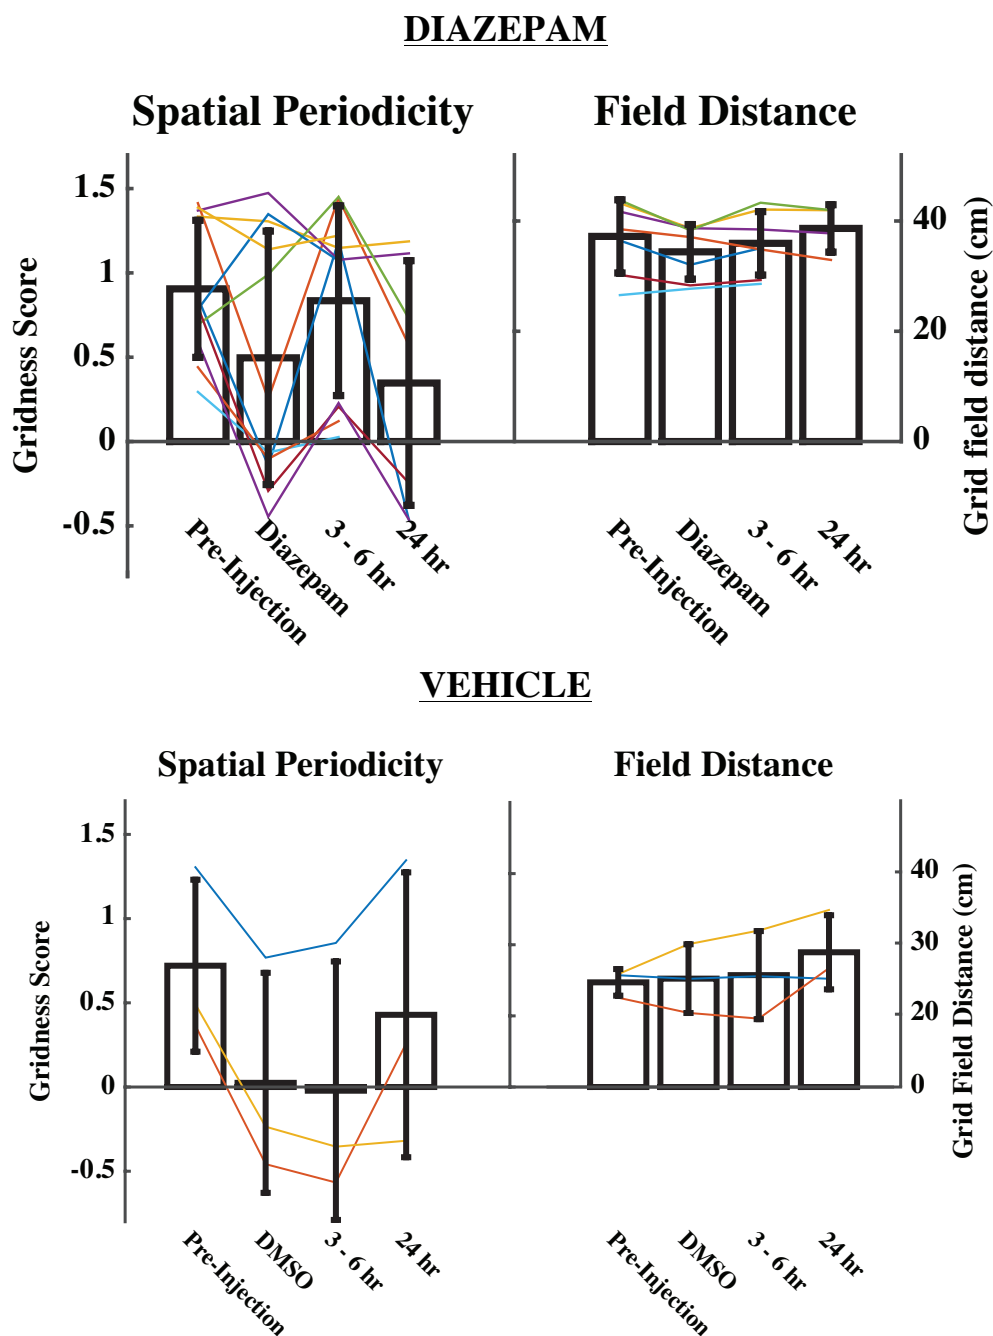 DIAZEPAM
Spatial Periodicity
Field Distance
Gridness Score
1.5
1
0.5
0
-0.5
Pre-Injection
Diazepam
3 - 6 hr
24 hr
40
20
0
Grid field distance (cm)
Pre-Injection
Diazepam
3 - 6 hr
24 hr
VEHICLE
Spatial Periodicity
Field Distance
Gridness Score
1.5
1
0.5
0
-0.5
Pre-Injection
DMSO
3 - 6 hr
24 hr
40
30
20
0
Grid Field Distance (cm)
Pre-Injection
DMSO
3 - 6 hr
24 hr